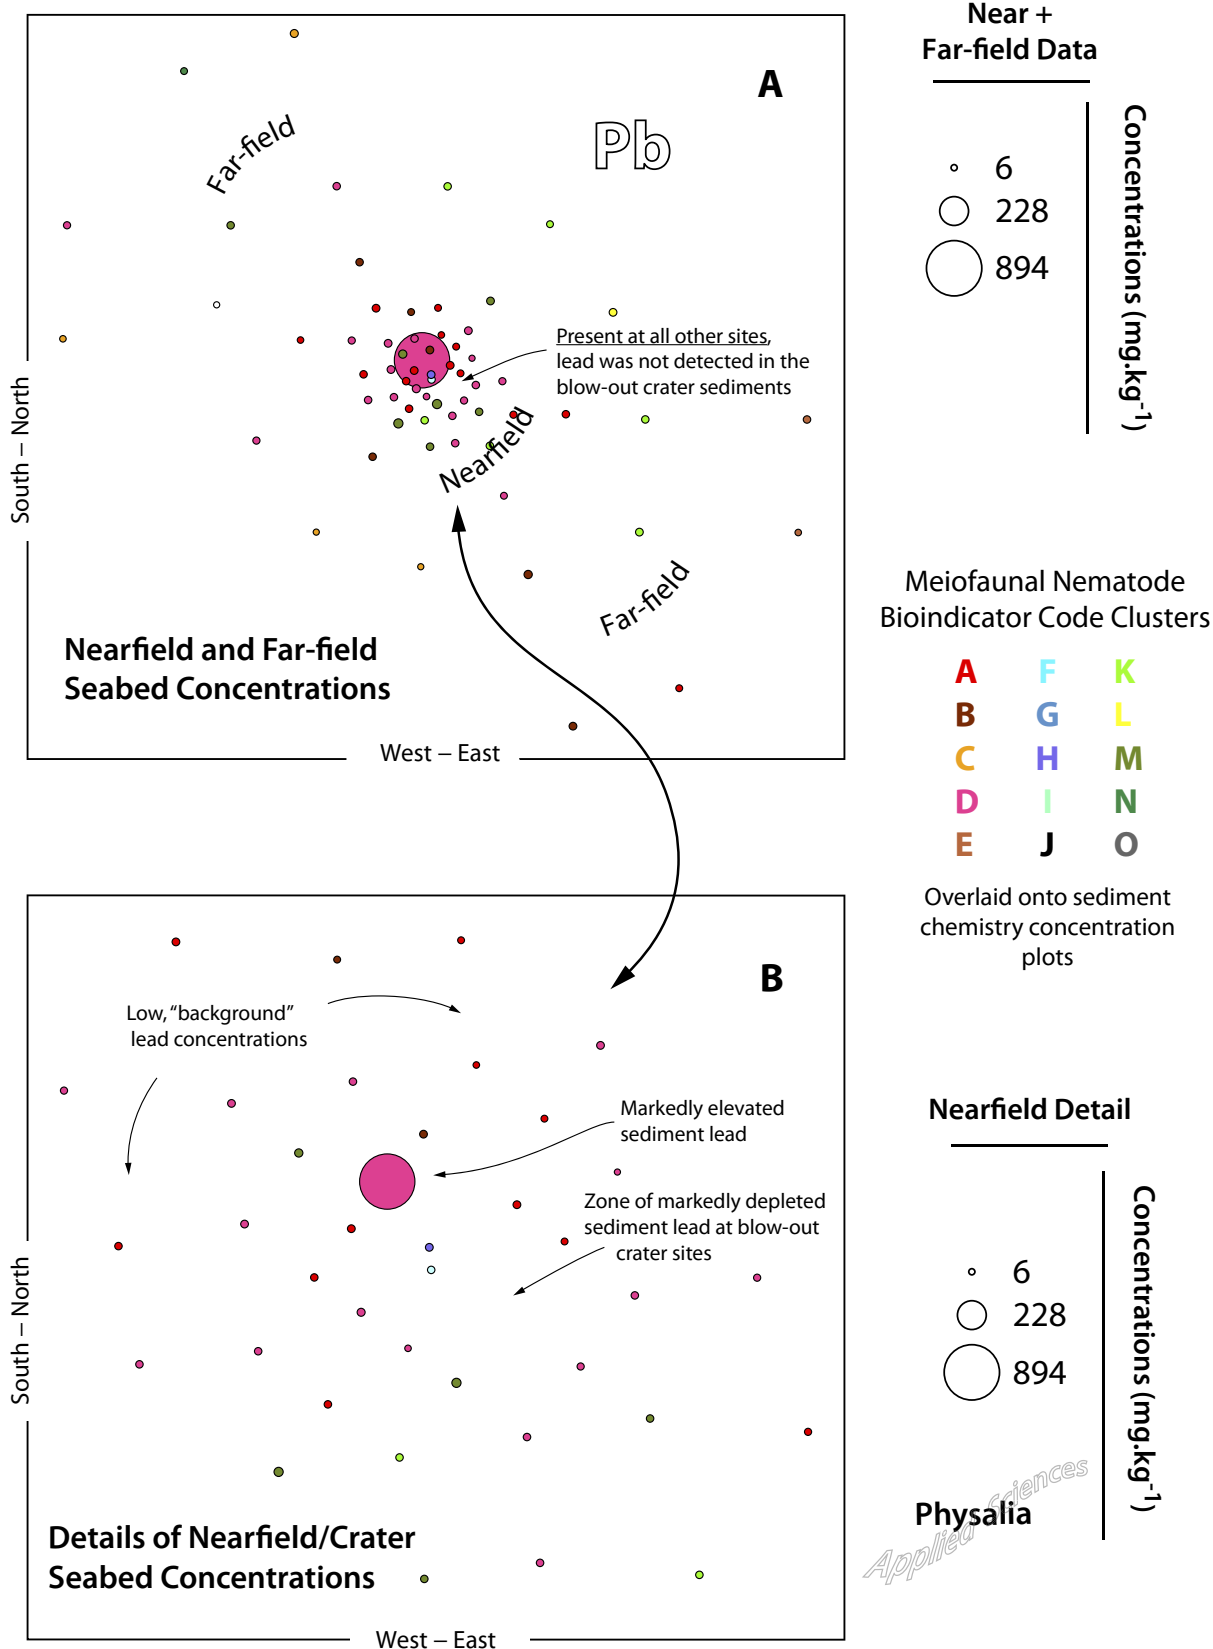 A
Pb
Far-field
Present at all other sites,
lead was not detected in the
blow-out crater sediments
Nearfield
Far-field
Nearfield and Far-field
Seabed Concentrations
South – North
West – East
Near +
Far-field Data
6
228
894
Concentrations (mg.kg-1)
Meiofaunal Nematode
Bioindicator Code Clusters
A F K
B G L
C H M
D I N
E J O
Overlaid onto sediment
chemistry concentration
plots
B
Low, "background"
lead concentrations
Markedly elevated
sediment lead
Zone of markedly depleted
sediment lead at blow-out
crater sites
Details of Nearfield/Crater
Seabed Concentrations
South – North
West – East
Nearfield Detail
6
228
894
Concentrations (mg.kg-1)
Physalia
Applied Sciences